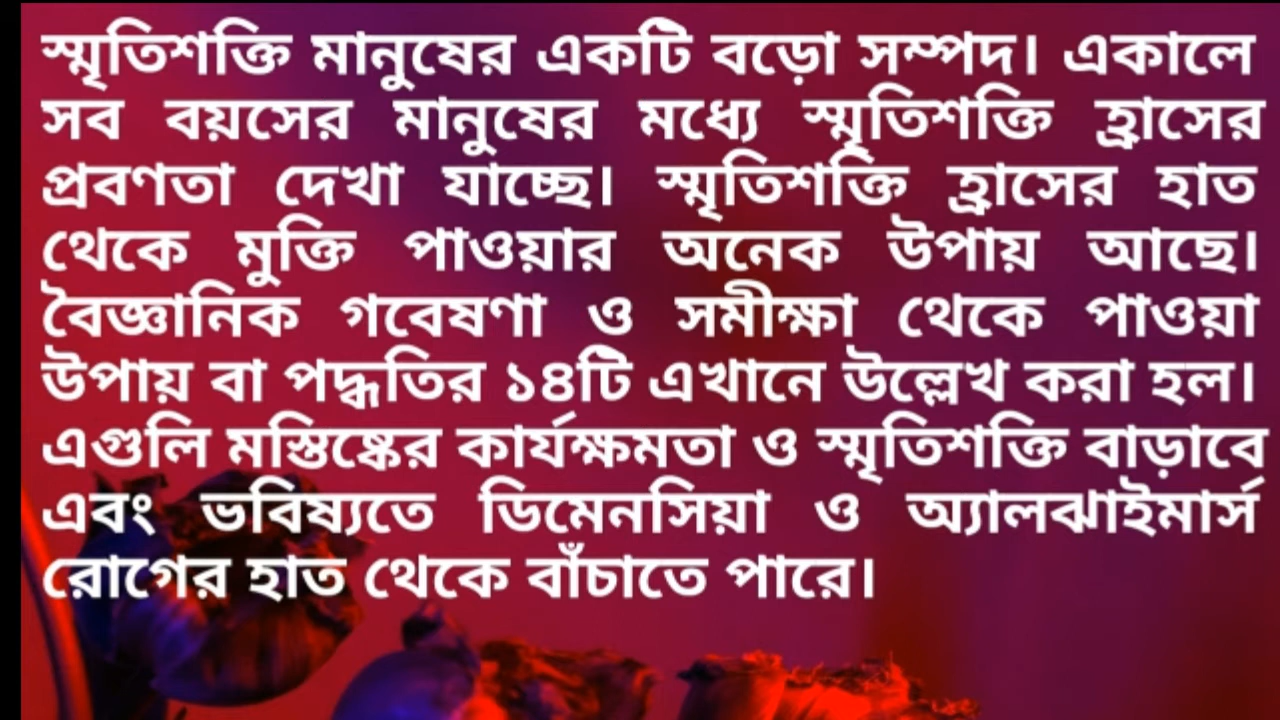 স্মৃতিশক্তি মানুষের একটি বড়ো সম্পদ। একালে
সব বয়সের মানুষের মধ্যে স্মৃতিশক্তি হ্রাসের
প্রবণতা দেখা যাচ্ছে। স্মৃতিশক্তি হ্রাসের হাত
থেকে মুক্তি পাওয়ার অনেক উপায় আছে।
বৈজ্ঞানিক গবেষণা ও সমীক্ষা থেকে পাওয়া
উপায় বা পদ্ধতির ১৪টি এখানে উল্লেখ করা হল।
এগুলি মস্তিষ্কের কার্যক্ষমতা ও স্মৃতিশক্তি বাড়াবে
এবং ভবিষ্যতে ডিমেনসিয়া ও অ্যালঝাইমার্স
রোগের হাত থেকে বাঁচাতে পারে।